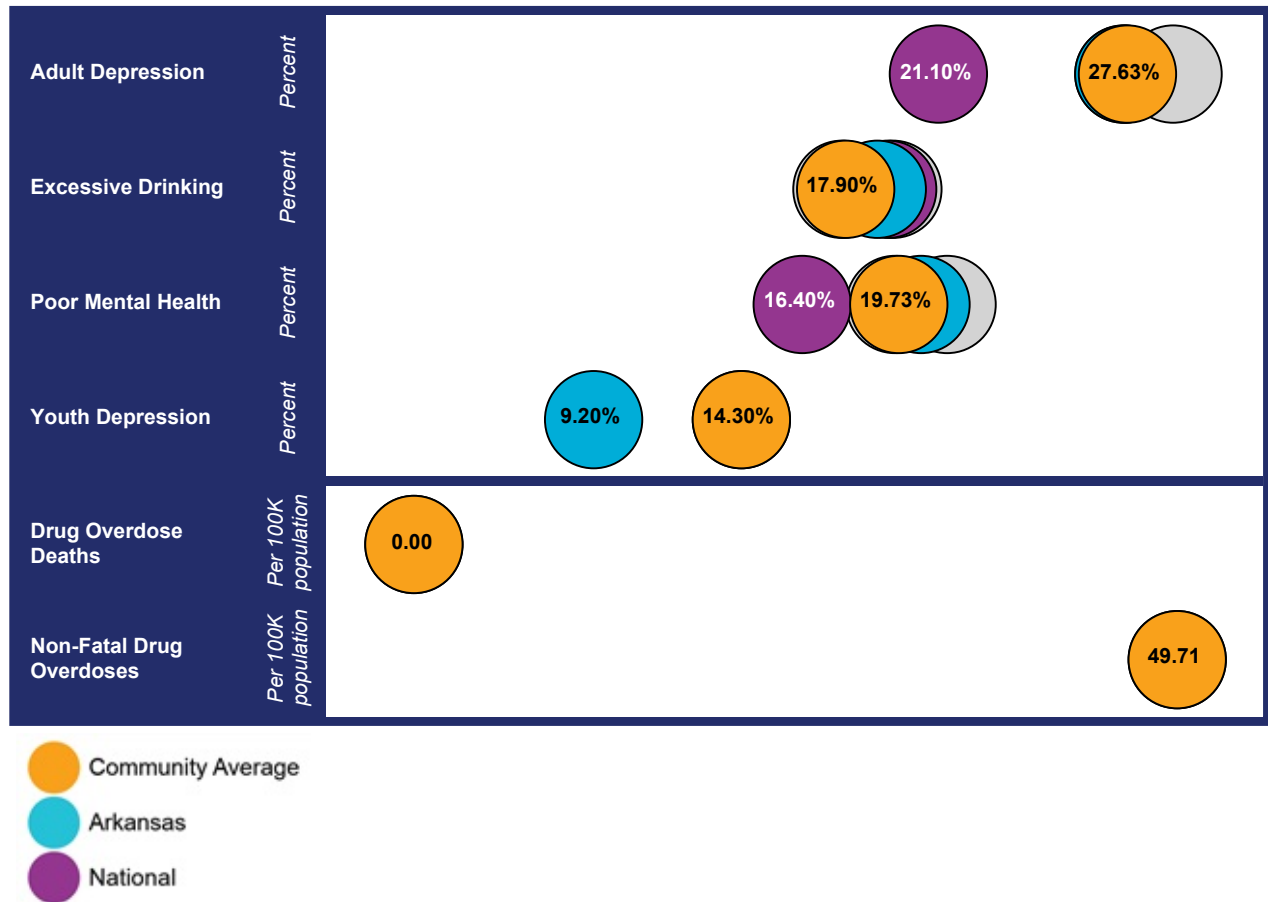 Adult Depression
Percent
21.10%
27.63%
Excessive Drinking
Percent
17.90%
Poor Mental Health
Percent
16.40%
19.73%
Youth Depression
Percent
9.20%
14.30%
Drug Overdose
Deaths
Per 100K
population
0.00
Non-Fatal Drug
Overdoses
Per 100K
population
49.71
Community Average
Arkansas
National